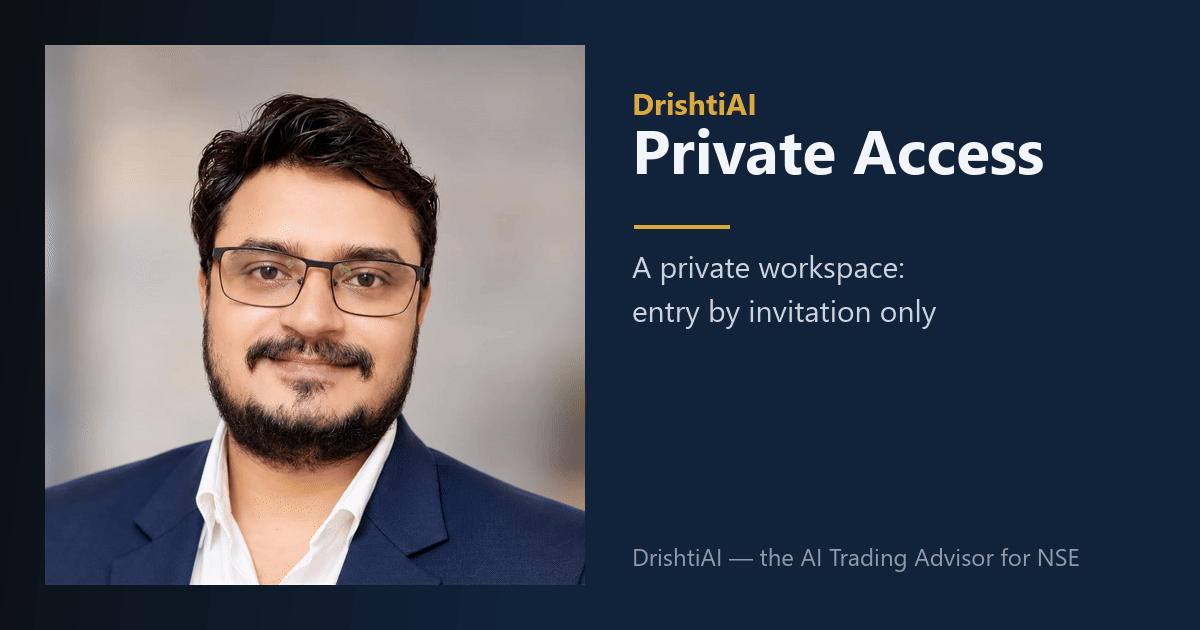 DrishtiAI
Private Access
A private workspace:
entry by invitation only
DrishtiAI — the AI Trading Advisor for NSE